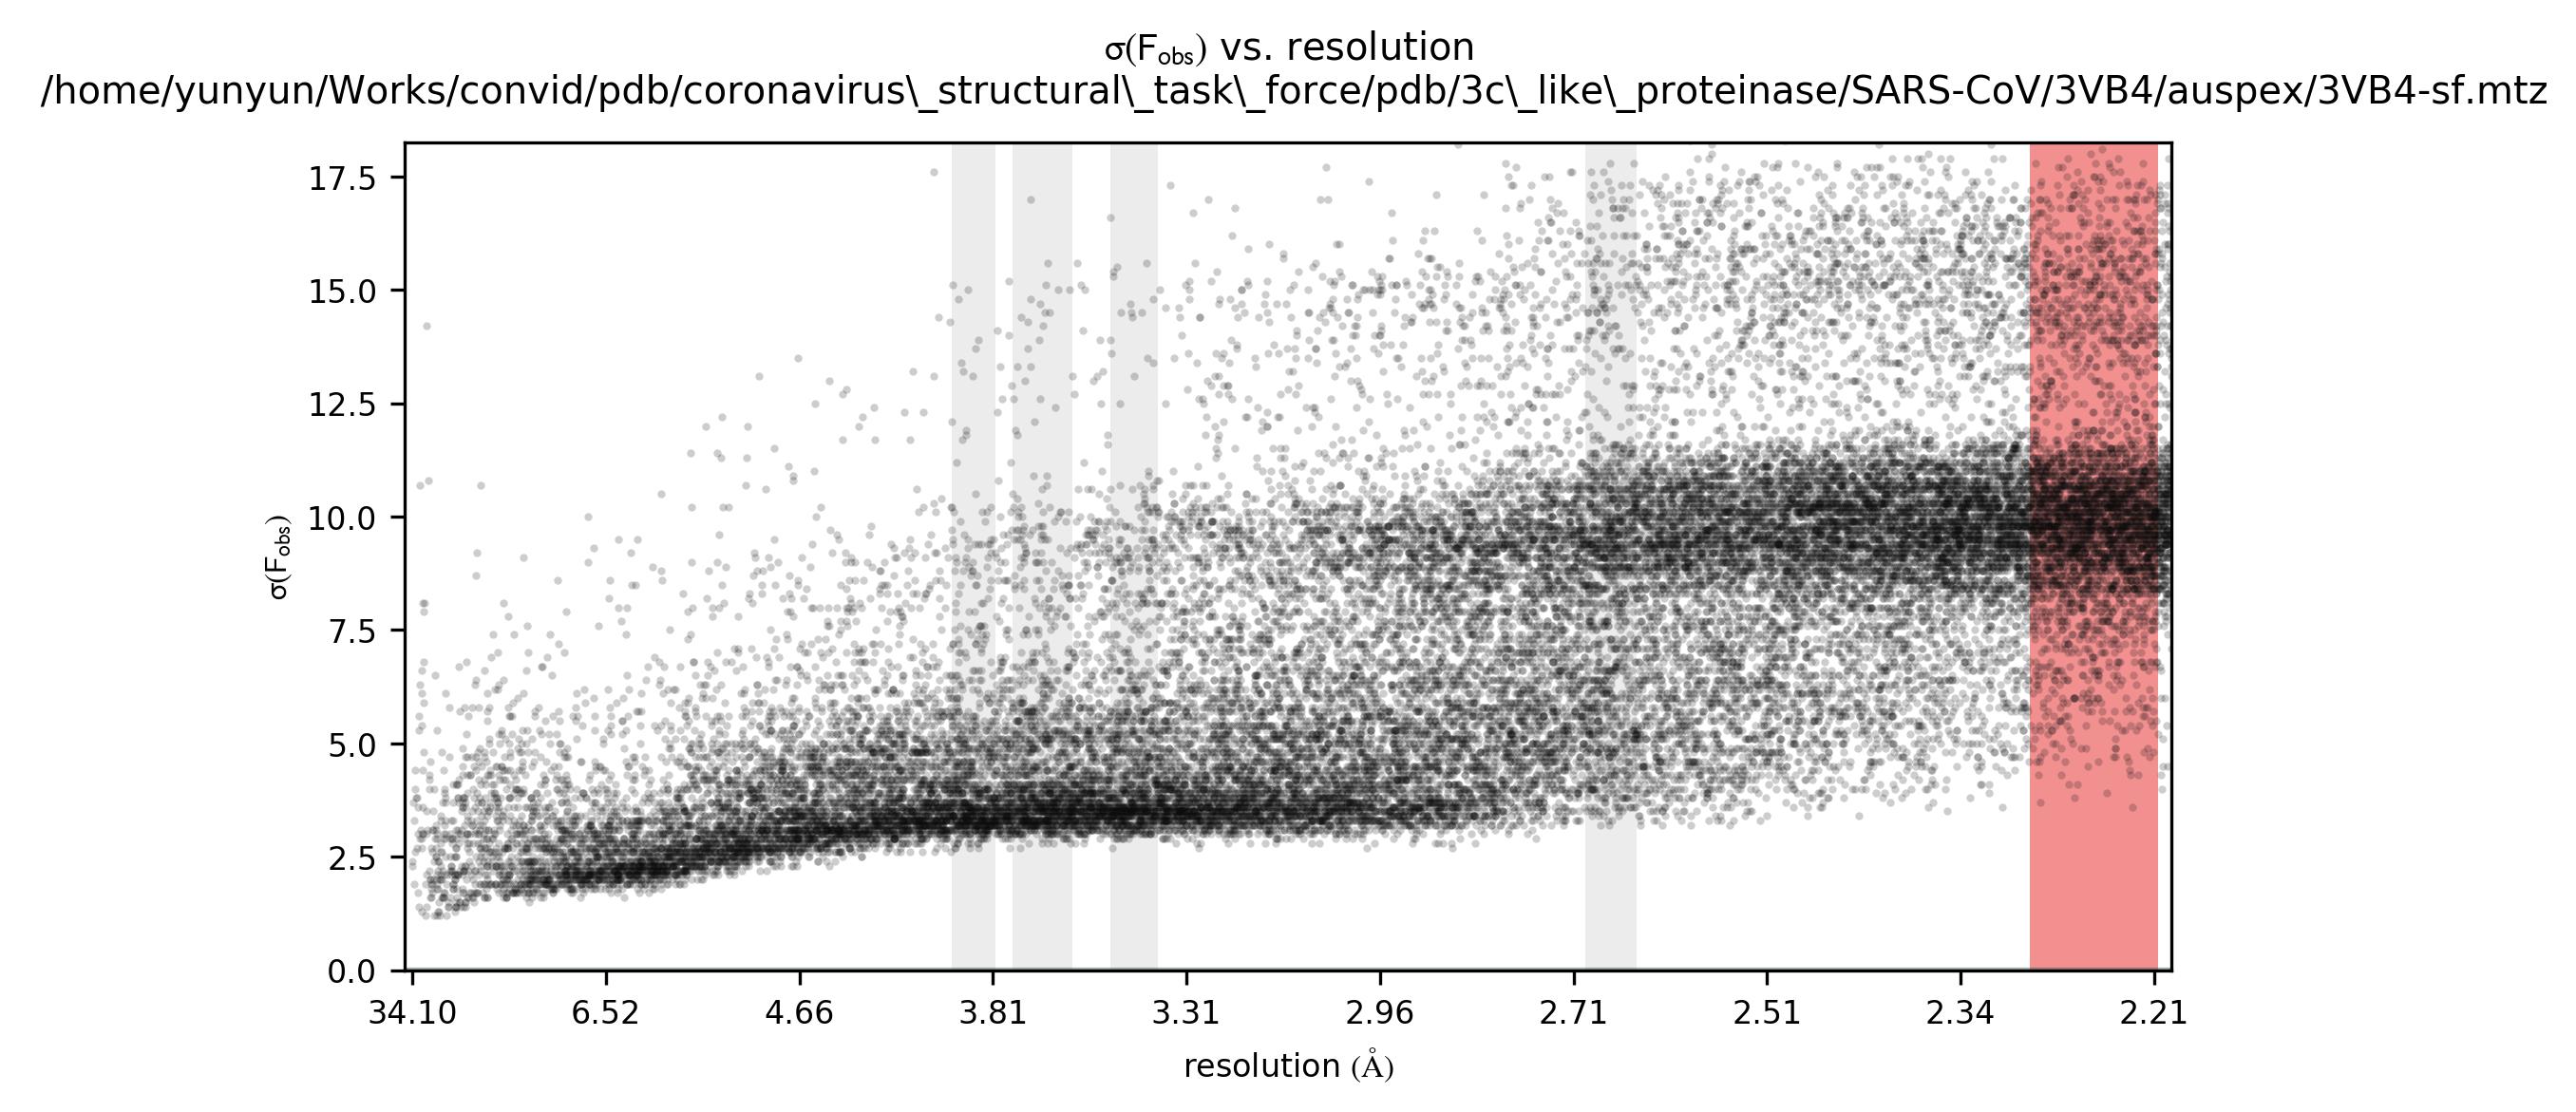 σ(Fobs) vs. resolution
/home/yunyun/Works/convid/pdb/coronavirus\_structural\_task\_force/pdb/3c\_like\_proteinase/SARS-CoV/3VB4/auspex/3VB4-sf.mtz
17.5
15.0
12.5
10.0
7.5
5.0
2.5
0.0
σ(Fobs)
34.10 6.52 4.66 3.81 3.31 2.96 2.71 2.51 2.34 2.21
resolution (Å)